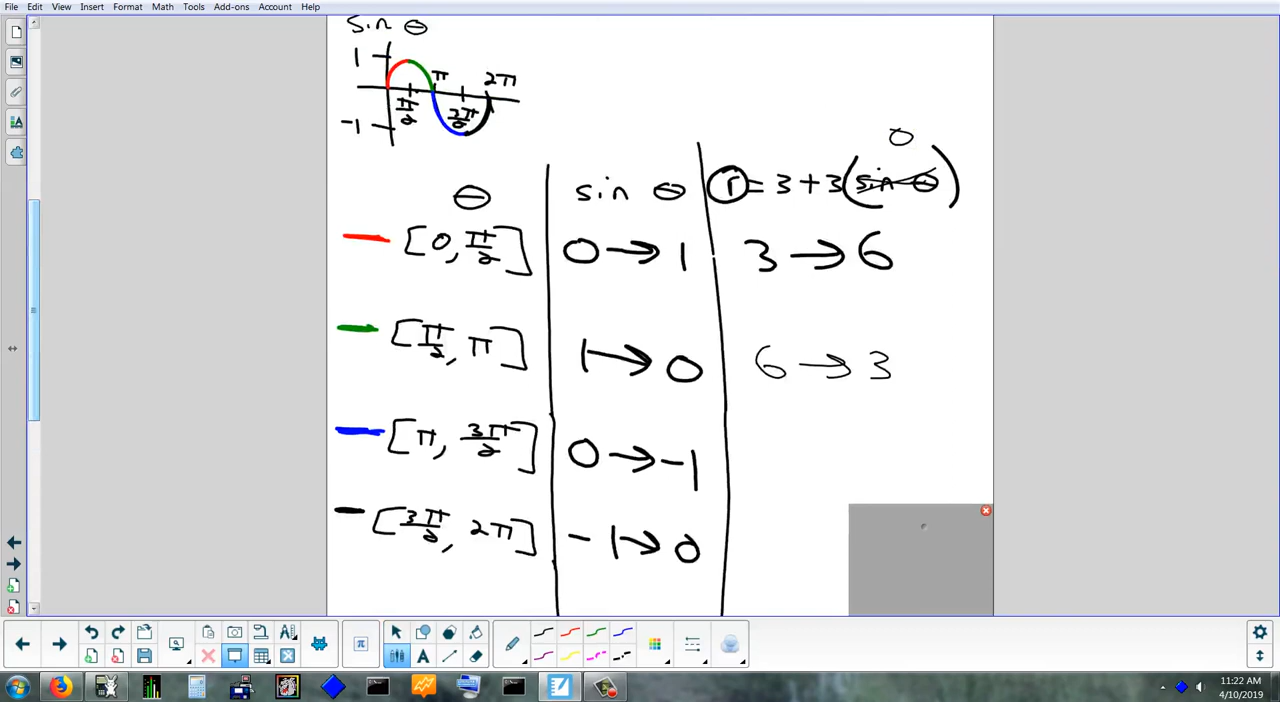 File Edit View Insert Format Math Tools Add-ons Account Help
sin θ
1
π 2π
π/2 3π/2
-1
0
θ sin θ r = 3 + 3(sin θ)
[0, π/2] 0 → 1 3 → 6
[π/2, π] 1 → 0 6 → 3
[π, 3π/2] 0 → -1
[3π/2, 2π] -1 → 0
A
π
11:22 AM
4/10/2019